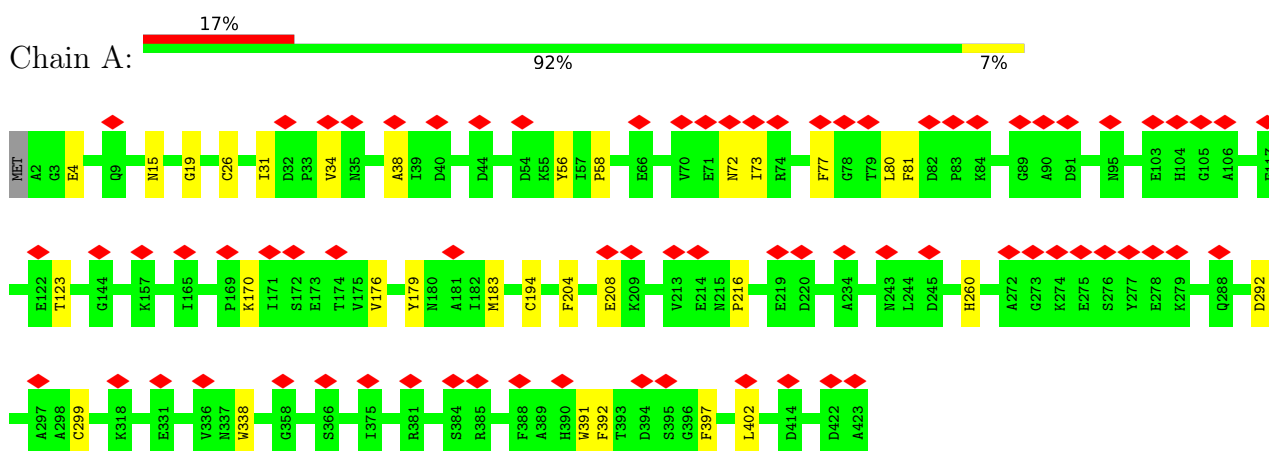 17%
Chain A:
92% 7%
MET A2 G3 E4 Q9 N15 G19 C26 I31 D32 P33 V34 N35 A38 I39 D40 D44 D54 K55 Y56 I57 P58 E66 V70 E71 N72 I73 R74 F77 G78 T79 L80 F81 D82 P83 K84 G89 A90 D91 N95 E103 H104 G105 A106
E122 T123 G144 K157 I165 P169 K170 I171 S172 E173 T174 V175 V176 Y179 N180 A181 I182 M183 C194 F204 E208 K209 V213 E214 N215 P216 E219 D220 A234 N243 L244 D245 H260 A272 G273 K274 E275 S276 Y277 E278 K279 Q288 D292
A297 A298 C299 K318 E331 V336 N337 W338 G358 S366 I375 R381 S384 R385 F388 A389 H390 W391 F392 T393 D394 S395 G396 F397 L402 D414 D422 A423